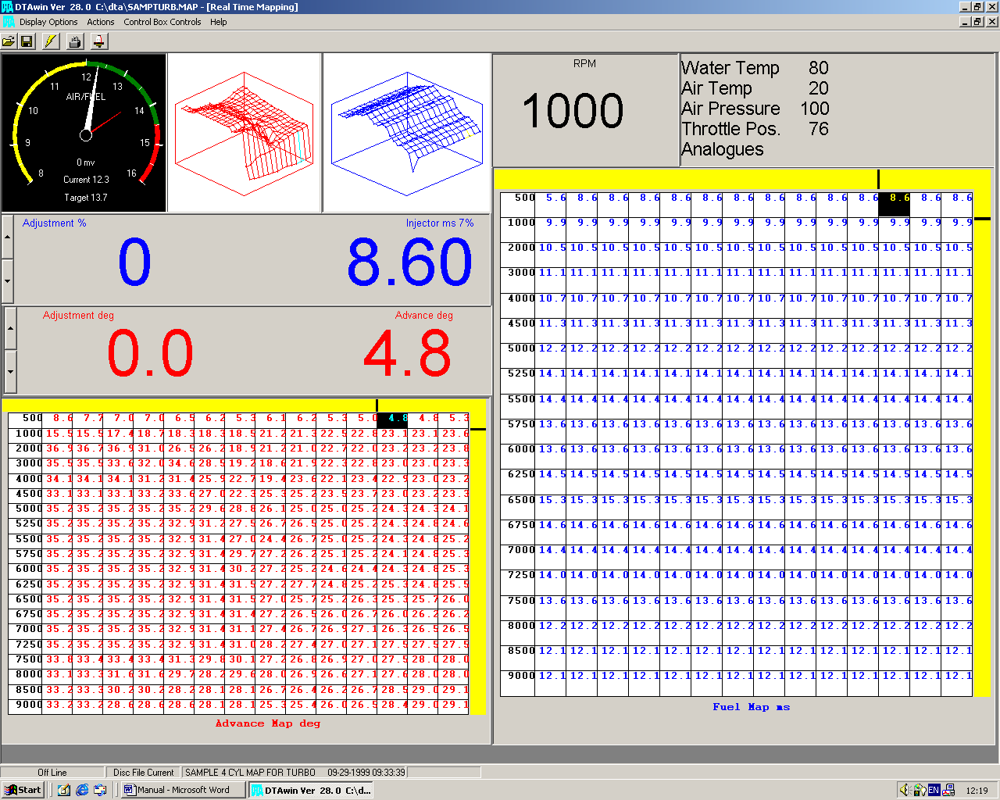 DTAwin Ver 28.0 C:\dta\SAMPTURB.MAP - [Real Time Mapping]
Display Options Actions Control Box Controls Help
12
11 13
AIR/FUEL
10 14
9 15
0 mv
8 16
Current 12.3
Target 13.7
RPM
1000
Water Temp 80
Air Temp 20
Air Pressure 100
Throttle Pos. 76
Analogues
Adjustment % Injector ms 7%
0 8.60
Adjustment deg Advance deg
0.0 4.8
500 8.6 7.7 7.0 7.0 6.5 6.2 5.3 6.1 6.2 5.3 5.0 4.8 4.8 5.3
1000 15.5 15.5 17.4 18.7 18.3 18.3 18.5 21.2 21.3 22.5 22.8 23.1 23.1 23.6
2000 36.9 36.7 36.9 31.0 26.5 26.2 18.9 21.2 21.0 22.7 22.0 23.2 23.2 23.8
3000 35.5 35.5 33.6 32.0 34.6 28.5 19.2 18.6 21.9 22.3 22.8 23.0 23.0 23.3
4000 34.1 34.1 34.1 31.2 31.4 25.9 22.7 19.4 23.6 22.1 23.4 22.9 23.0 23.2
4500 33.1 33.1 33.1 33.2 33.6 27.0 22.3 25.3 25.2 23.5 23.7 23.0 23.2 23.3
5000 35.2 35.2 35.2 35.2 35.2 29.6 28.8 26.1 25.0 25.0 25.2 24.3 24.3 24.1
5250 35.2 35.2 35.2 35.2 32.9 31.2 27.5 26.7 26.5 25.0 25.2 24.3 24.8 24.6
5500 35.2 35.2 35.2 35.2 32.9 31.4 27.0 24.4 26.7 25.0 25.2 24.3 24.8 25.2
5750 35.2 35.2 35.2 35.2 32.9 31.4 29.7 27.2 26.2 25.1 25.2 24.1 24.8 25.3
6000 35.2 35.2 35.2 35.2 32.9 31.4 30.2 27.2 25.2 24.6 24.4 24.3 24.8 25.3
6250 35.2 35.2 35.2 35.2 32.9 31.4 31.5 27.2 27.7 24.8 25.2 25.3 24.8 25.5
6500 35.2 35.2 35.2 35.2 32.9 31.4 31.5 27.0 25.7 25.2 26.3 25.3 25.7 26.0
6750 35.2 35.2 35.2 35.2 32.9 31.4 31.4 27.2 26.5 26.0 26.7 26.0 26.2 26.2
7000 35.2 35.2 35.2 35.2 32.9 31.4 31.1 27.4 26.7 26.9 27.1 26.5 26.5 26.5
7250 35.2 35.2 35.2 35.2 32.9 31.4 31.0 28.2 27.4 27.0 27.1 27.5 27.5 27.5
7500 33.8 33.4 33.4 33.4 31.3 29.8 30.1 27.2 26.8 26.9 27.0 27.5 28.0 28.0
8000 33.1 33.3 31.6 31.6 29.7 28.2 29.6 28.0 26.9 26.6 27.1 27.6 28.0 28.0
8500 33.2 33.3 30.2 30.2 28.2 28.1 28.1 26.7 26.4 26.2 26.7 28.5 29.0 29.1
9000 33.2 33.2 28.6 28.6 28.6 28.1 28.1 25.3 25.4 26.0 26.5 28.4 29.0 29.1
Advance Map deg
500 5.6 8.6 8.6 8.6 8.6 8.6 8.6 8.6 8.6 8.6 8.6 8.6 8.6 8.6
1000 9.9 9.9 9.9 9.9 9.9 9.9 9.9 9.9 9.9 9.9 9.9 9.9 9.9 9.9
2000 10.5 10.5 10.5 10.5 10.5 10.5 10.5 10.5 10.5 10.5 10.5 10.5 10.5 10.5
3000 11.1 11.1 11.1 11.1 11.1 11.1 11.1 11.1 11.1 11.1 11.1 11.1 11.1 11.1
4000 10.7 10.7 10.7 10.7 10.7 10.7 10.7 10.7 10.7 10.7 10.7 10.7 10.7 10.7
4500 11.3 11.3 11.3 11.3 11.3 11.3 11.3 11.3 11.3 11.3 11.3 11.3 11.3 11.3
5000 12.2 12.2 12.2 12.2 12.2 12.2 12.2 12.2 12.2 12.2 12.2 12.2 12.2 12.2
5250 14.1 14.1 14.1 14.1 14.1 14.1 14.1 14.1 14.1 14.1 14.1 14.1 14.1 14.1
5500 14.4 14.4 14.4 14.4 14.4 14.4 14.4 14.4 14.4 14.4 14.4 14.4 14.4 14.4
5750 13.6 13.6 13.6 13.6 13.6 13.6 13.6 13.6 13.6 13.6 13.6 13.6 13.6 13.6
6000 13.6 13.6 13.6 13.6 13.6 13.6 13.6 13.6 13.6 13.6 13.6 13.6 13.6 13.6
6250 14.5 14.5 14.5 14.5 14.5 14.5 14.5 14.5 14.5 14.5 14.5 14.5 14.5 14.5
6500 15.3 15.3 15.3 15.3 15.3 15.3 15.3 15.3 15.3 15.3 15.3 15.3 15.3 15.3
6750 14.6 14.6 14.6 14.6 14.6 14.6 14.6 14.6 14.6 14.6 14.6 14.6 14.6 14.6
7000 14.4 14.4 14.4 14.4 14.4 14.4 14.4 14.4 14.4 14.4 14.4 14.4 14.4 14.4
7250 14.0 14.0 14.0 14.0 14.0 14.0 14.0 14.0 14.0 14.0 14.0 14.0 14.0 14.0
7500 13.6 13.6 13.6 13.6 13.6 13.6 13.6 13.6 13.6 13.6 13.6 13.6 13.6 13.6
8000 12.2 12.2 12.2 12.2 12.2 12.2 12.2 12.2 12.2 12.2 12.2 12.2 12.2 12.2
8500 12.1 12.1 12.1 12.1 12.1 12.1 12.1 12.1 12.1 12.1 12.1 12.1 12.1 12.1
9000 12.1 12.1 12.1 12.1 12.1 12.1 12.1 12.1 12.1 12.1 12.1 12.1 12.1 12.1
Fuel Map ms
Off Line Disc File Current SAMPLE 4 CYL MAP FOR TURBO 09-29-1999 09:33:39
Start Manual - Microsoft Word DTAwin Ver 28.0 C:\d... EN 12:19